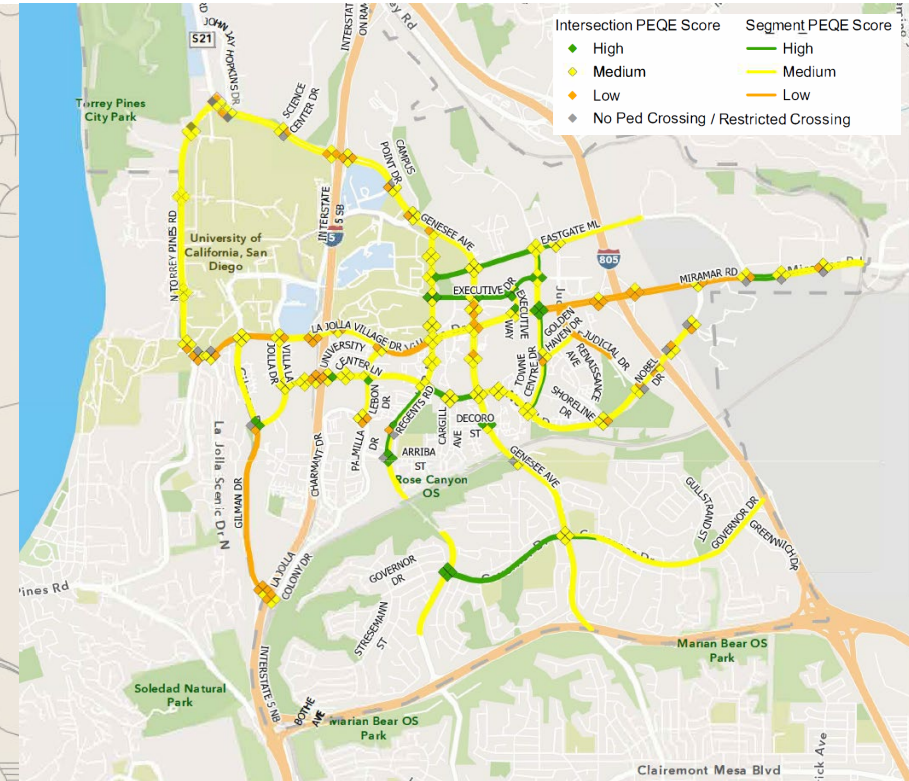 Intersection PEQE Score
High
Medium
Low
No Ped Crossing / Restricted Crossing
Segment PEQE Score
High
Medium
Low
S21
JOHN JAY HOPKINS DR
INTERSTATE
ON RAM
Torrey Pines
City Park
SCIENCE
CENTER DR
CAMPUS
POINT DR
N TORREY PINES RD
University of
California, San
Diego
INTERSTATE
5 SB
5
GENESEE AVE
EASTGATE ML
805
MIRAMAR RD
EXECUTIVE DR
EXECUTIVE
WAY
GOLDEN
HAVEN DR
JUDICIAL DR
LA JOLLA VILLAGE DR
VILLA LA
JOLLA DR
UNIVERSITY
CENTER LN
LEBON
DR
REGENTS RD
TOWNE
CENTRE RD
RENAISSANCE
AVE
NOBEL
DR
SHORELINE
DR
PALMILLA
DR
CARGILL
AVE
DECORO
ST
ARRIBA
ST
Rose Canyon
OS
GENESEE AVE
La Jolla Scenic Dr N
GILMAN DR
CHARMANT DR
LA JOLLA
COLONY DR
GULLSTRAND ST
GOVERNOR DR
GREENWICH DR
GOVERNOR
DR
STRESEMANN
ST
INTERSTATE 5 NB
BOTHE
AVE
Soledad Natural
Park
Marian Bear OS
Park
Marian Bear OS
Park
Clairemont Mesa Blvd